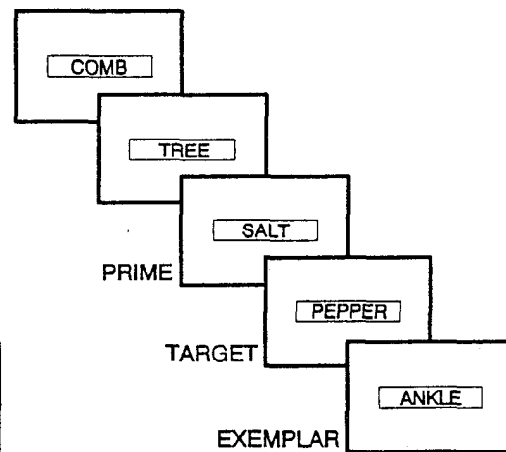 COMB
TREE
SALT
PRIME
PEPPER
TARGET
ANKLE
EXEMPLAR